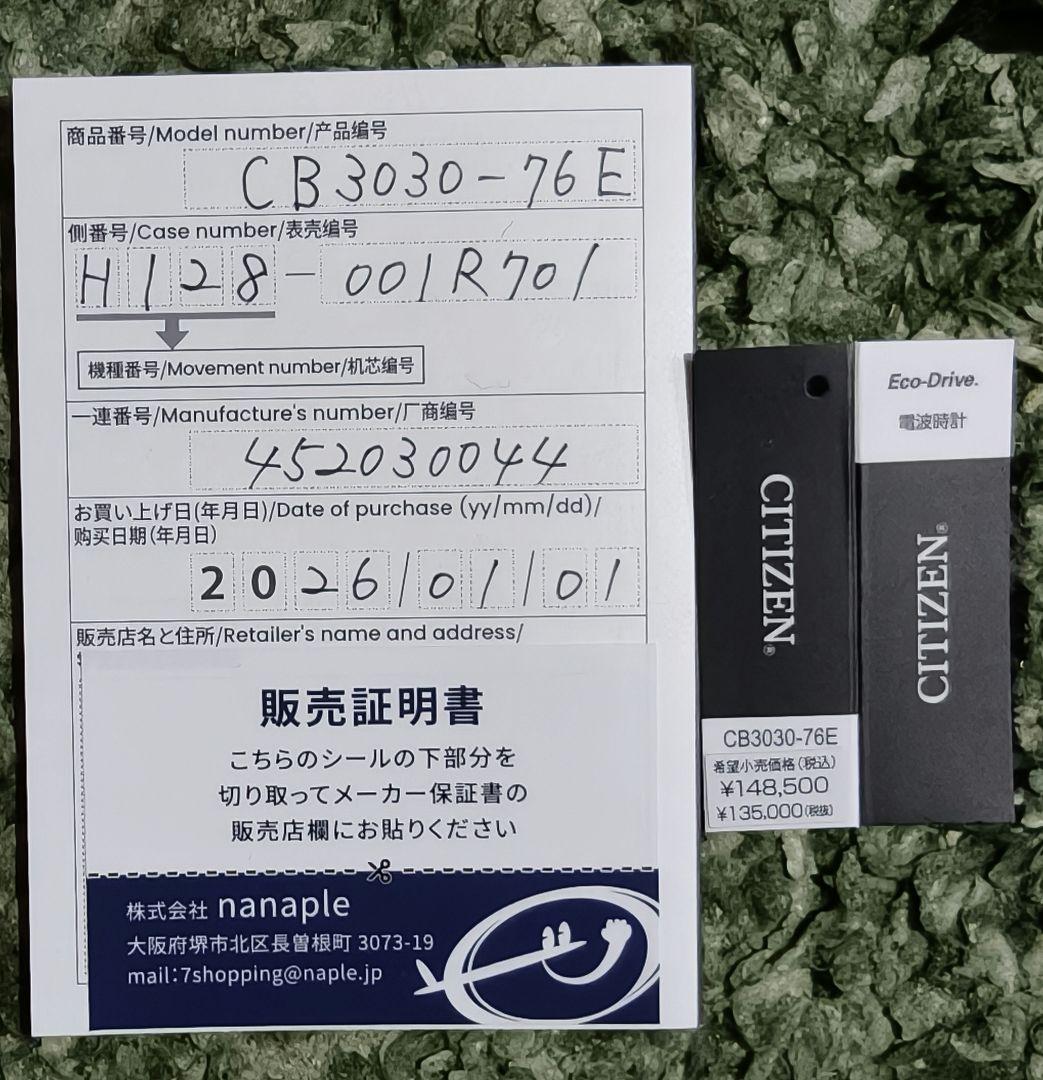 商品番号/Model number/产品编号
CB3030-76E
側番号/Case number/表壳编号
H128-001R701
機種番号/Movement number/机芯编号
一連番号/Manufacture's number/厂商编号
452030044
お買い上げ日(年月日)/Date of purchase (yy/mm/dd)/
购买日期(年月日)
2026/01/01
販売店名と住所/Retailer's name and address/
販売証明書
こちらのシールの下部分を
切り取ってメーカー保証書の
販売店欄にお貼りください
株式会社 nanaple
大阪府堺市北区長曽根町 3073-19
mail:7shopping@naple.jp
CITIZEN®
CB3030-76E
希望小売価格(税込)
¥148,500
¥135,000(税抜)
Eco-Drive.
電波時計
CITIZEN®